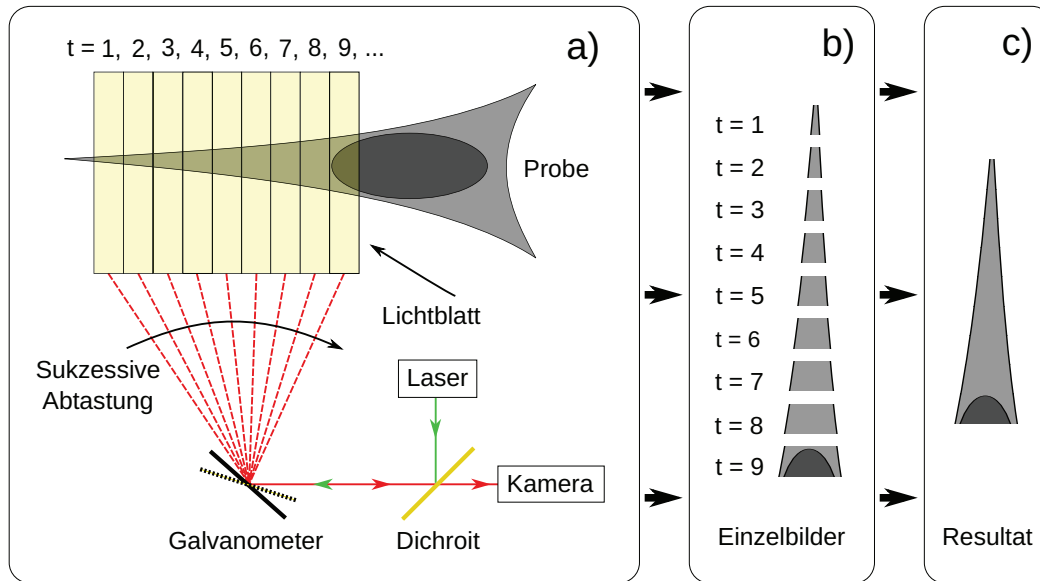 a)
t = 1, 2, 3, 4, 5, 6, 7, 8, 9, ...
Probe
Lichtblatt
Sukzessive
Abtastung
Laser
Kamera
Galvanometer
Dichroit
b)
t = 1
t = 2
t = 3
t = 4
t = 5
t = 6
t = 7
t = 8
t = 9
Einzelbilder
c)
Resultat